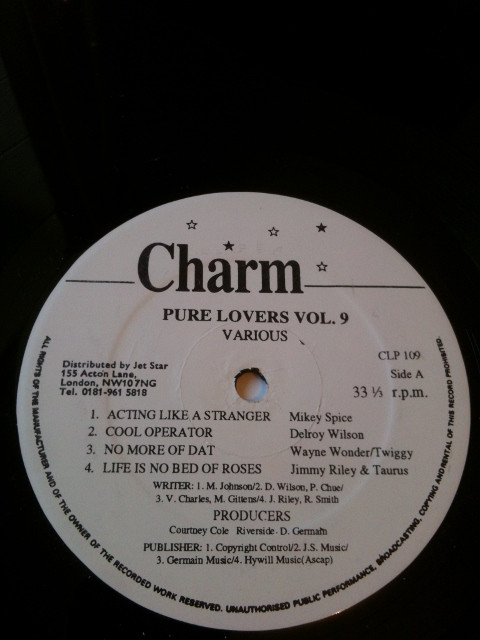 Charm
PURE LOVERS VOL. 9
VARIOUS
Distributed by Jet Star
155 Acton Lane,
London, NW10 7NG
Tel. 0181-961 5818
CLP 109
Side A
33 ⅓ r.p.m.
1. ACTING LIKE A STRANGER Mikey Spice
2. COOL OPERATOR Delroy Wilson
3. NO MORE OF DAT Wayne Wonder/Twiggy
4. LIFE IS NO BED OF ROSES Jimmy Riley & Taurus
WRITER: 1. M. Johnson/2. D. Wilson, P. Chue/
3. V. Charles, M. Gittens/4. J. Riley, R. Smith
PRODUCERS
Courtney Cole Riverside. D. Germain
PUBLISHER: 1. Copyright Control/2. J.S. Music/
3. Germain Music/4. Hywill Music(Ascap)
ALL RIGHTS OF THE MANUFACTURER AND OF THE OWNER OF THE RECORDED WORK RESERVED. UNAUTHORISED PUBLIC PERFORMANCE, BROADCASTING, COPYING AND RENTAL OF THIS RECORD PROHIBITED.